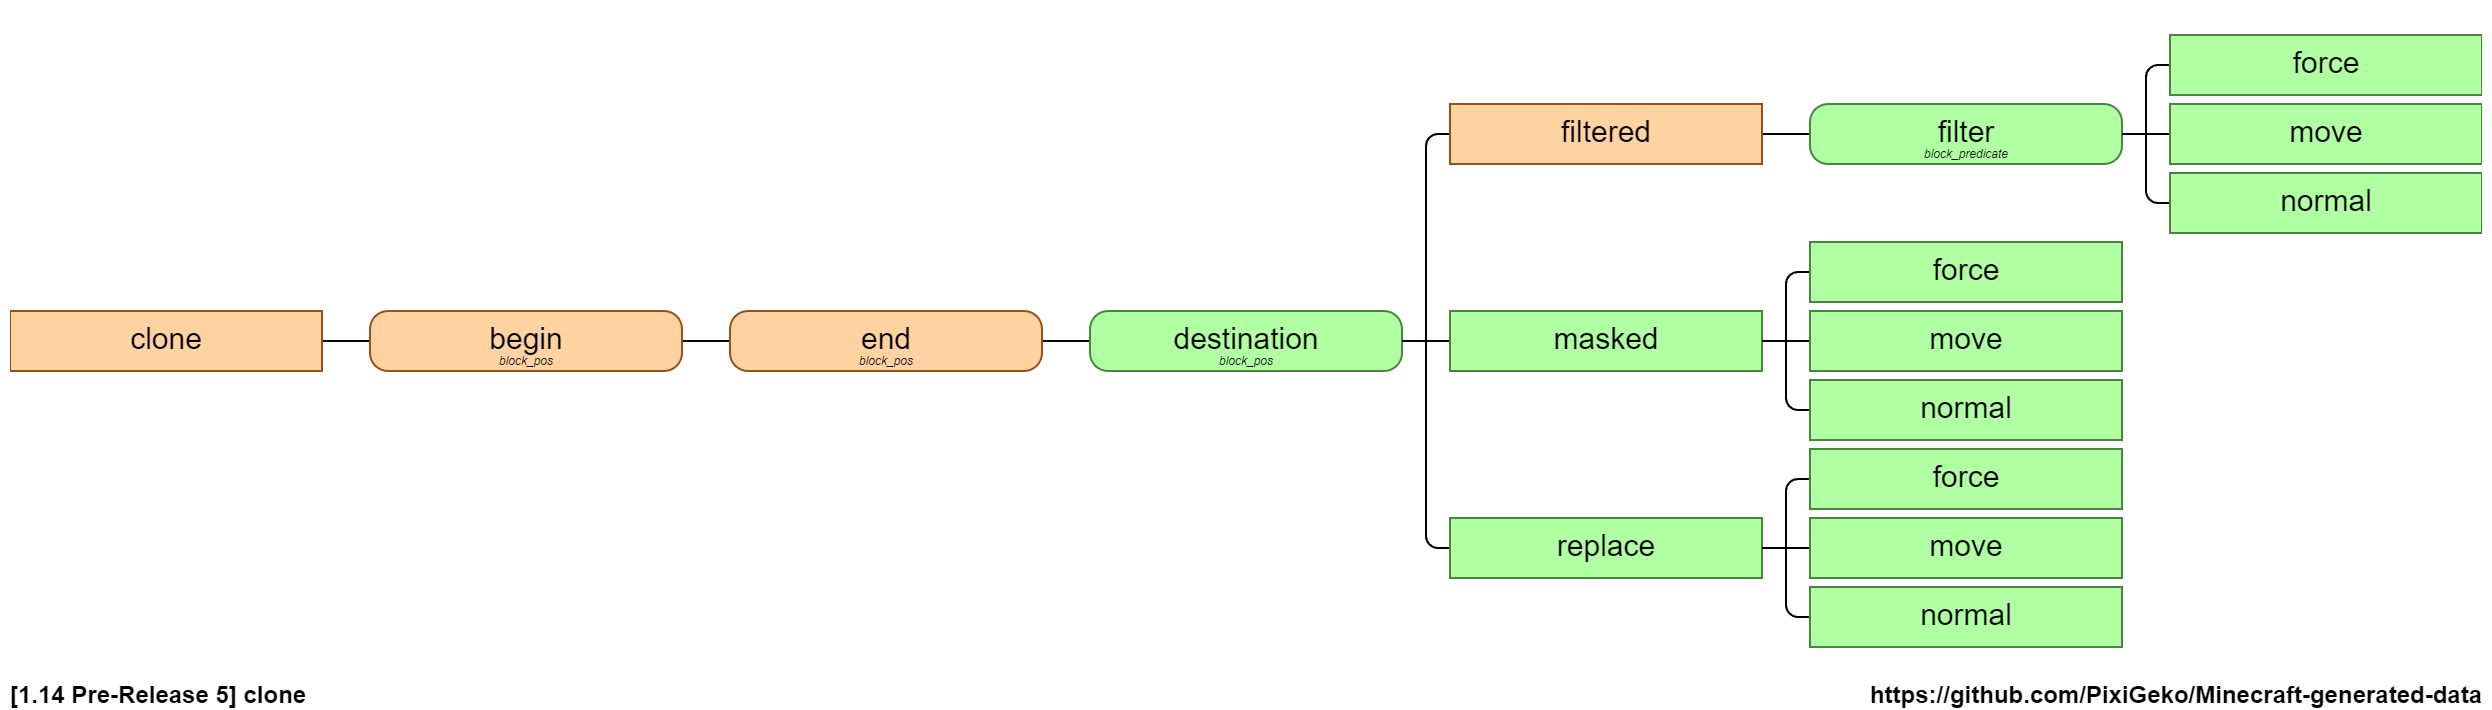 force
filtered
filter
block_predicate
move
normal
force
clone
begin
block_pos
end
block_pos
destination
block_pos
masked
move
normal
force
replace
move
normal
[1.14 Pre-Release 5] clone
https://github.com/PixiGeko/Minecraft-generated-data